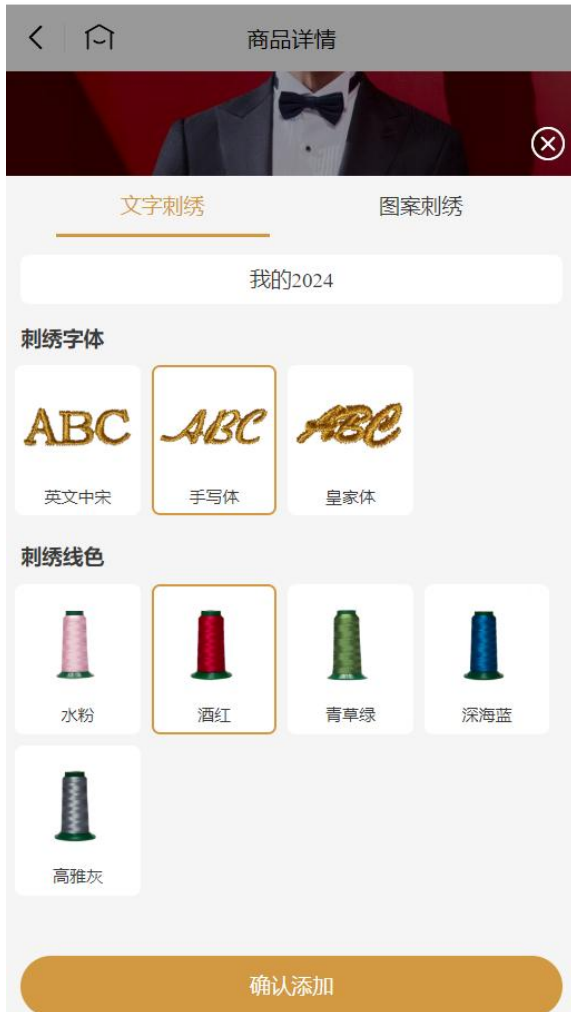 商品详情
文字刺绣 图案刺绣
我的2024
刺绣字体
ABC ABC ABC
英文中宋 手写体 皇家体
刺绣线色
水粉 酒红 青草绿 深海蓝
高雅灰
确认添加